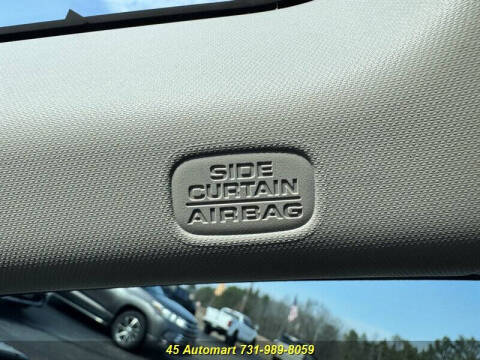 SIDE
CURTAIN
AIRBAG
45 Automart 731-989-8059